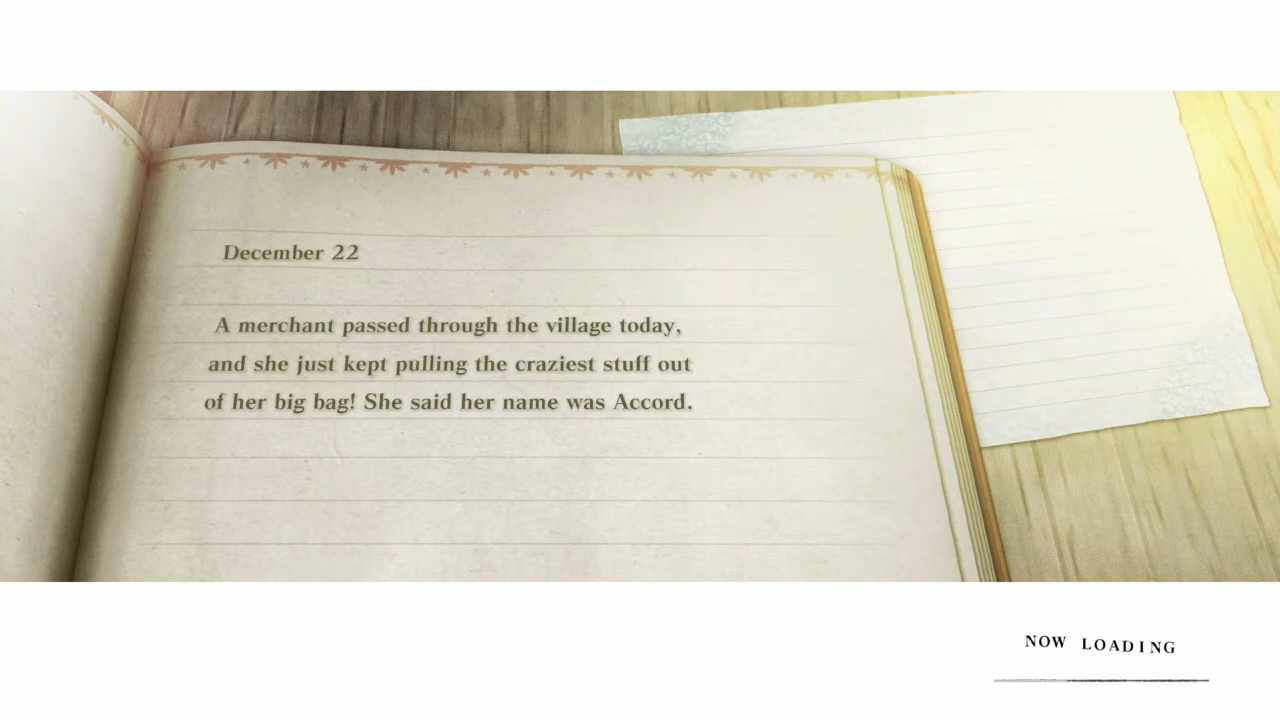 December 22
A merchant passed through the village today,
and she just kept pulling the craziest stuff out
of her big bag! She said her name was Accord.
NOW LOADING